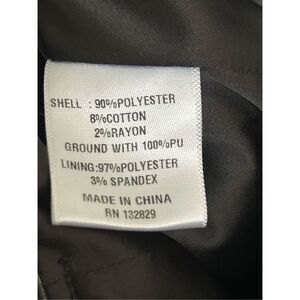 SHELL : 90%POLYESTER
8%COTTON
2%RAYON
GROUND WITH 100%PU
LINING:97%POLYESTER
3% SPANDEX
MADE IN CHINA
RN 132829